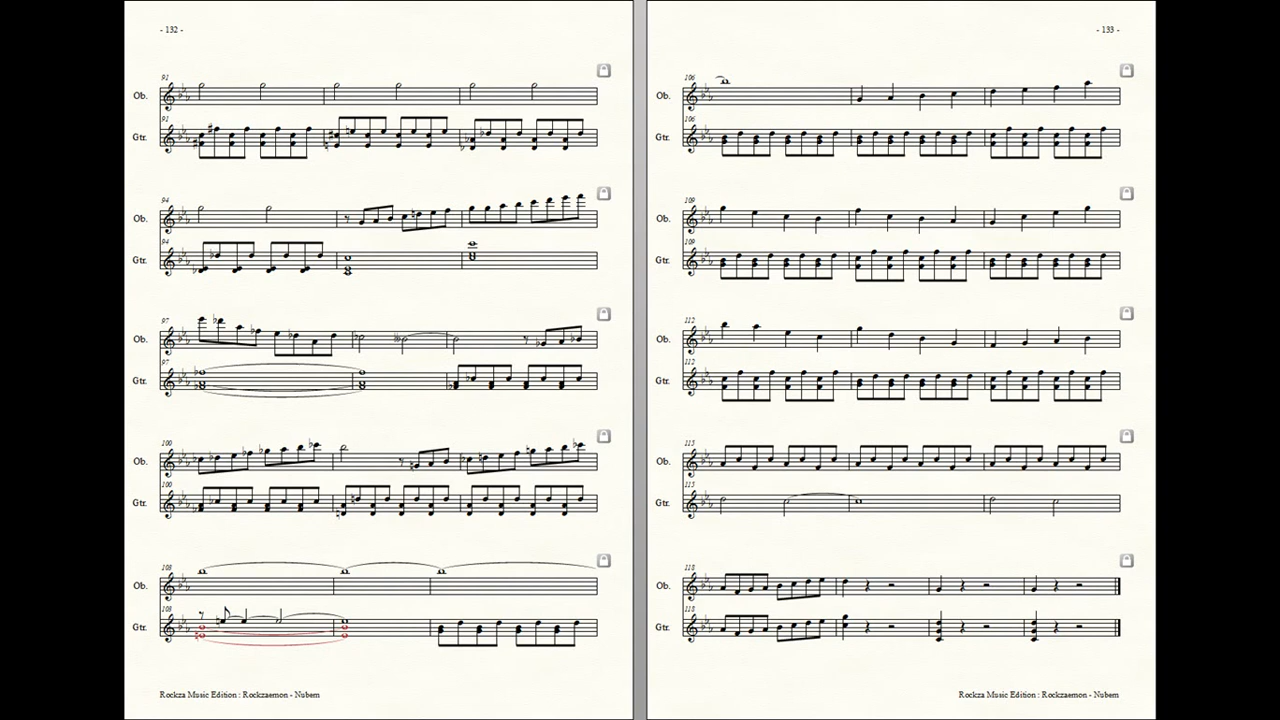 - 132 -
91
Ob.
91
Gtr.
94
Ob.
94
Gtr.
97
Ob.
97
Gtr.
100
Ob.
100
Gtr.
103
Ob.
103
Gtr.
Rockza Music Edition : Rockzaemon - Nubem
- 133 -
106
Ob.
106
Gtr.
109
Ob.
109
Gtr.
112
Ob.
112
Gtr.
115
Ob.
115
Gtr.
118
Ob.
118
Gtr.
Rockza Music Edition : Rockzaemon - Nubem